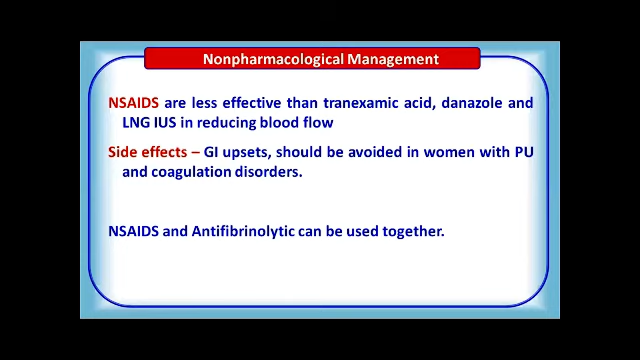 Nonpharmacological Management
NSAIDS are less effective than tranexamic acid, danazole and
LNG IUS in reducing blood flow
Side effects – GI upsets, should be avoided in women with PU
and coagulation disorders.
NSAIDS and Antifibrinolytic can be used together.